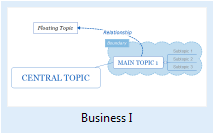 Floating Topic
Relationship
Boundary
CENTRAL TOPIC
MAIN TOPIC 1
Subtopic 1
Subtopic 2
Subtopic 3
Business I